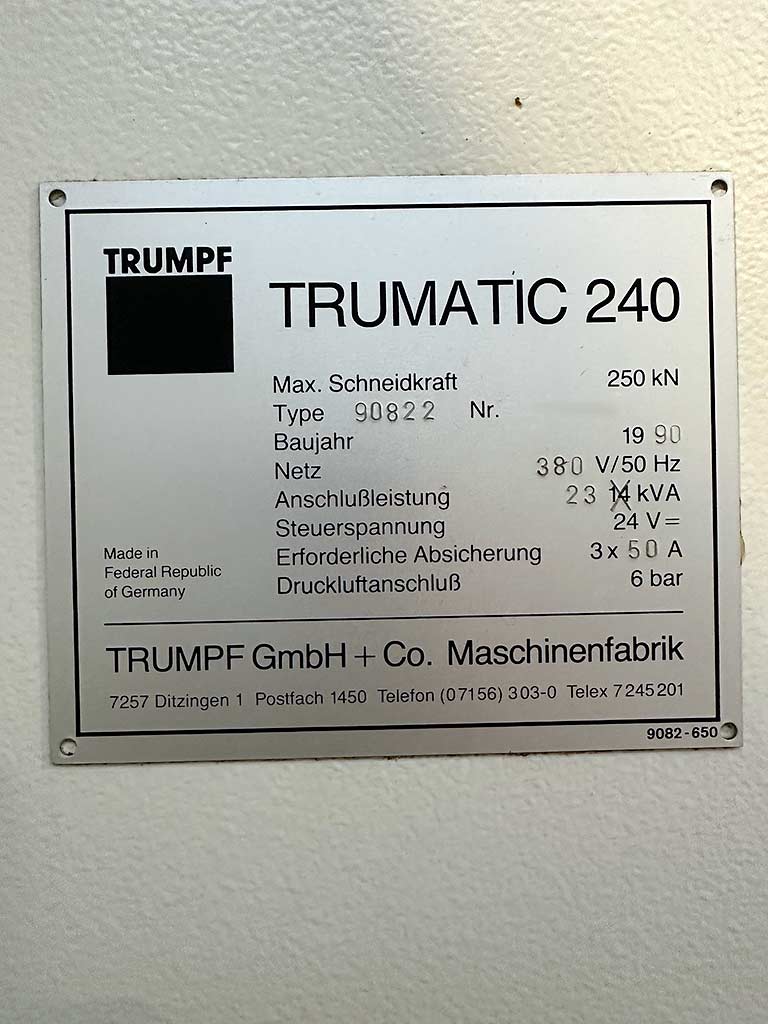 TRUMPF
TRUMATIC 240
Max. Schneidkraft 250 kN
Type 90822 Nr.
Baujahr 19 90
Netz 380 V/50 Hz
Anschlußleistung 23 14 kVA
Steuerspannung 24 V=
Erforderliche Absicherung 3 x 50 A
Druckluftanschluß 6 bar
Made in
Federal Republic
of Germany
TRUMPF GmbH + Co. Maschinenfabrik
7257 Ditzingen 1 Postfach 1450 Telefon (07156) 303-0 Telex 7245201
9082-650